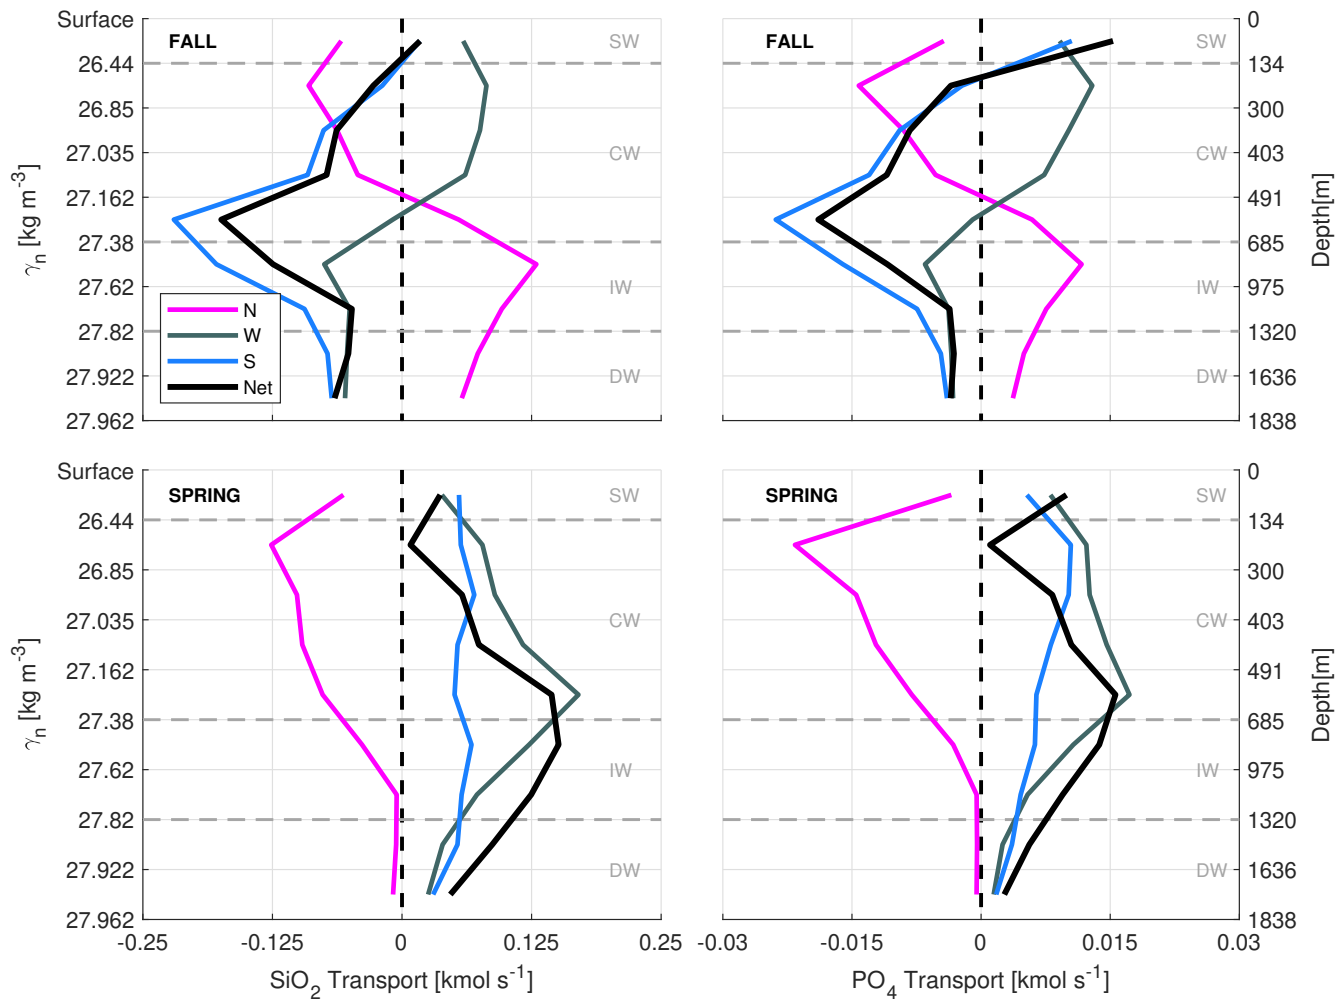 Surface
26.44
26.85
27.035
27.162
27.38
27.62
27.82
27.922
27.962
γn [kg m-3]
FALL
SW
CW
IW
DW
N
W
S
Net
FALL
SW
CW
IW
DW
0
134
300
403
491
685
975
1320
1636
1838
Depth[m]
Surface
26.44
26.85
27.035
27.162
27.38
27.62
27.82
27.922
27.962
γn [kg m-3]
SPRING
SW
CW
IW
DW
-0.25 -0.125 0 0.125 0.25
SiO2 Transport [kmol s-1]
SPRING
SW
CW
IW
DW
0
134
300
403
491
685
975
1320
1636
1838
Depth[m]
-0.03 -0.015 0 0.015 0.03
PO4 Transport [kmol s-1]